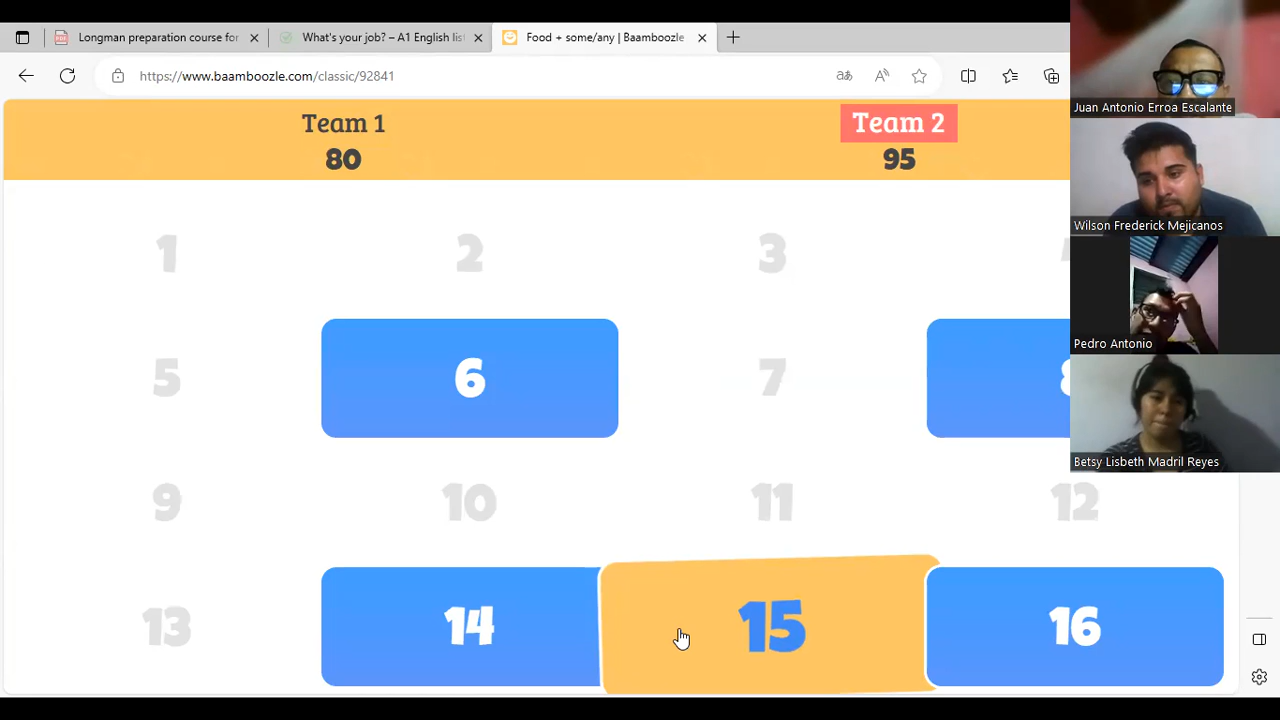 Longman preparation course for
What's your job? – A1 English list
Food + some/any | Baamboozle
https://www.baamboozle.com/classic/92841
Team 1
80
Team 2
95
1
2
3
5
6
7
8
9
10
11
12
13
14
15
16
Juan Antonio Erroa Escalante
Wilson Frederick Mejicanos
Pedro Antonio
Betsy Lisbeth Madril Reyes